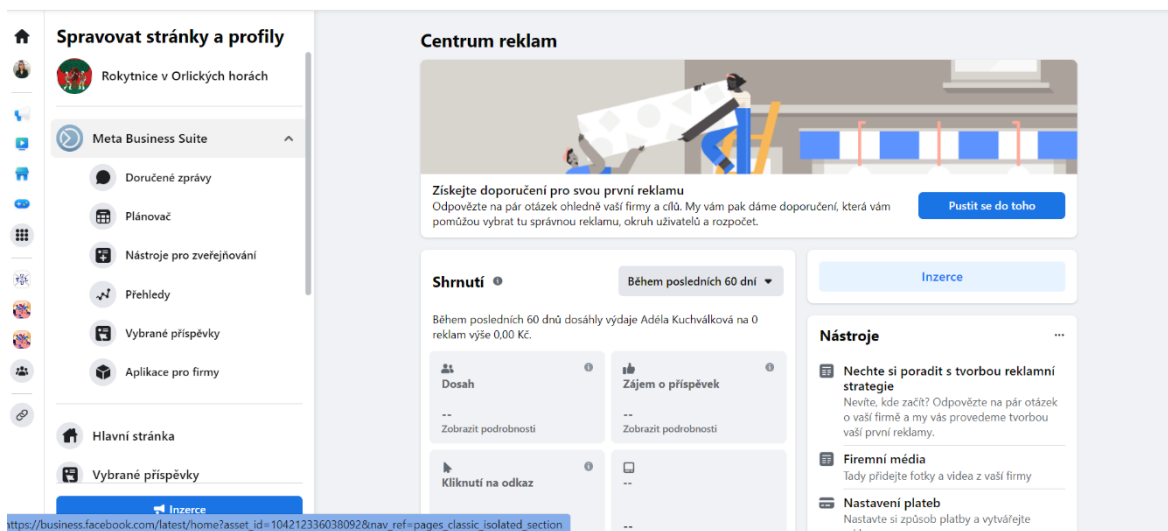 Spravovat stránky a profily
Rokytnice v Orlických horách
Meta Business Suite
Doručené zprávy
Plánovač
Nástroje pro zveřejňování
Přehledy
Vybrané příspěvky
Aplikace pro firmy
Hlavní stránka
Vybrané příspěvky
Inzerce
https://business.facebook.com/latest/home?asset_id=104212336038092&nav_ref=pages_classic_isolated_section
Centrum reklam
Získejte doporučení pro svou první reklamu
Odpovězte na pár otázek ohledně vaší firmy a cílů. My vám pak dáme doporučení, která vám
pomůžou vybrat tu správnou reklamu, okruh uživatelů a rozpočet.
Pustit se do toho
Shrnutí
Během posledních 60 dní
Během posledních 60 dnů dosáhly výdaje Adéla Kuchválková na 0
reklam výše 0,00 Kč.
Dosah
--
Zobrazit podrobnosti
Zájem o příspěvek
--
Zobrazit podrobnosti
Kliknutí na odkaz
--
--
Inzerce
Nástroje
Nechte si poradit s tvorbou reklamní
strategie
Nevíte, kde začít? Odpovězte na pár otázek
o vaší firmě a my vás provedeme tvorbou
vaší první reklamy.
Firemní média
Tady přidejte fotky a videa z vaší firmy
Nastavení plateb
Nastavte si způsob platby a vytvářejte